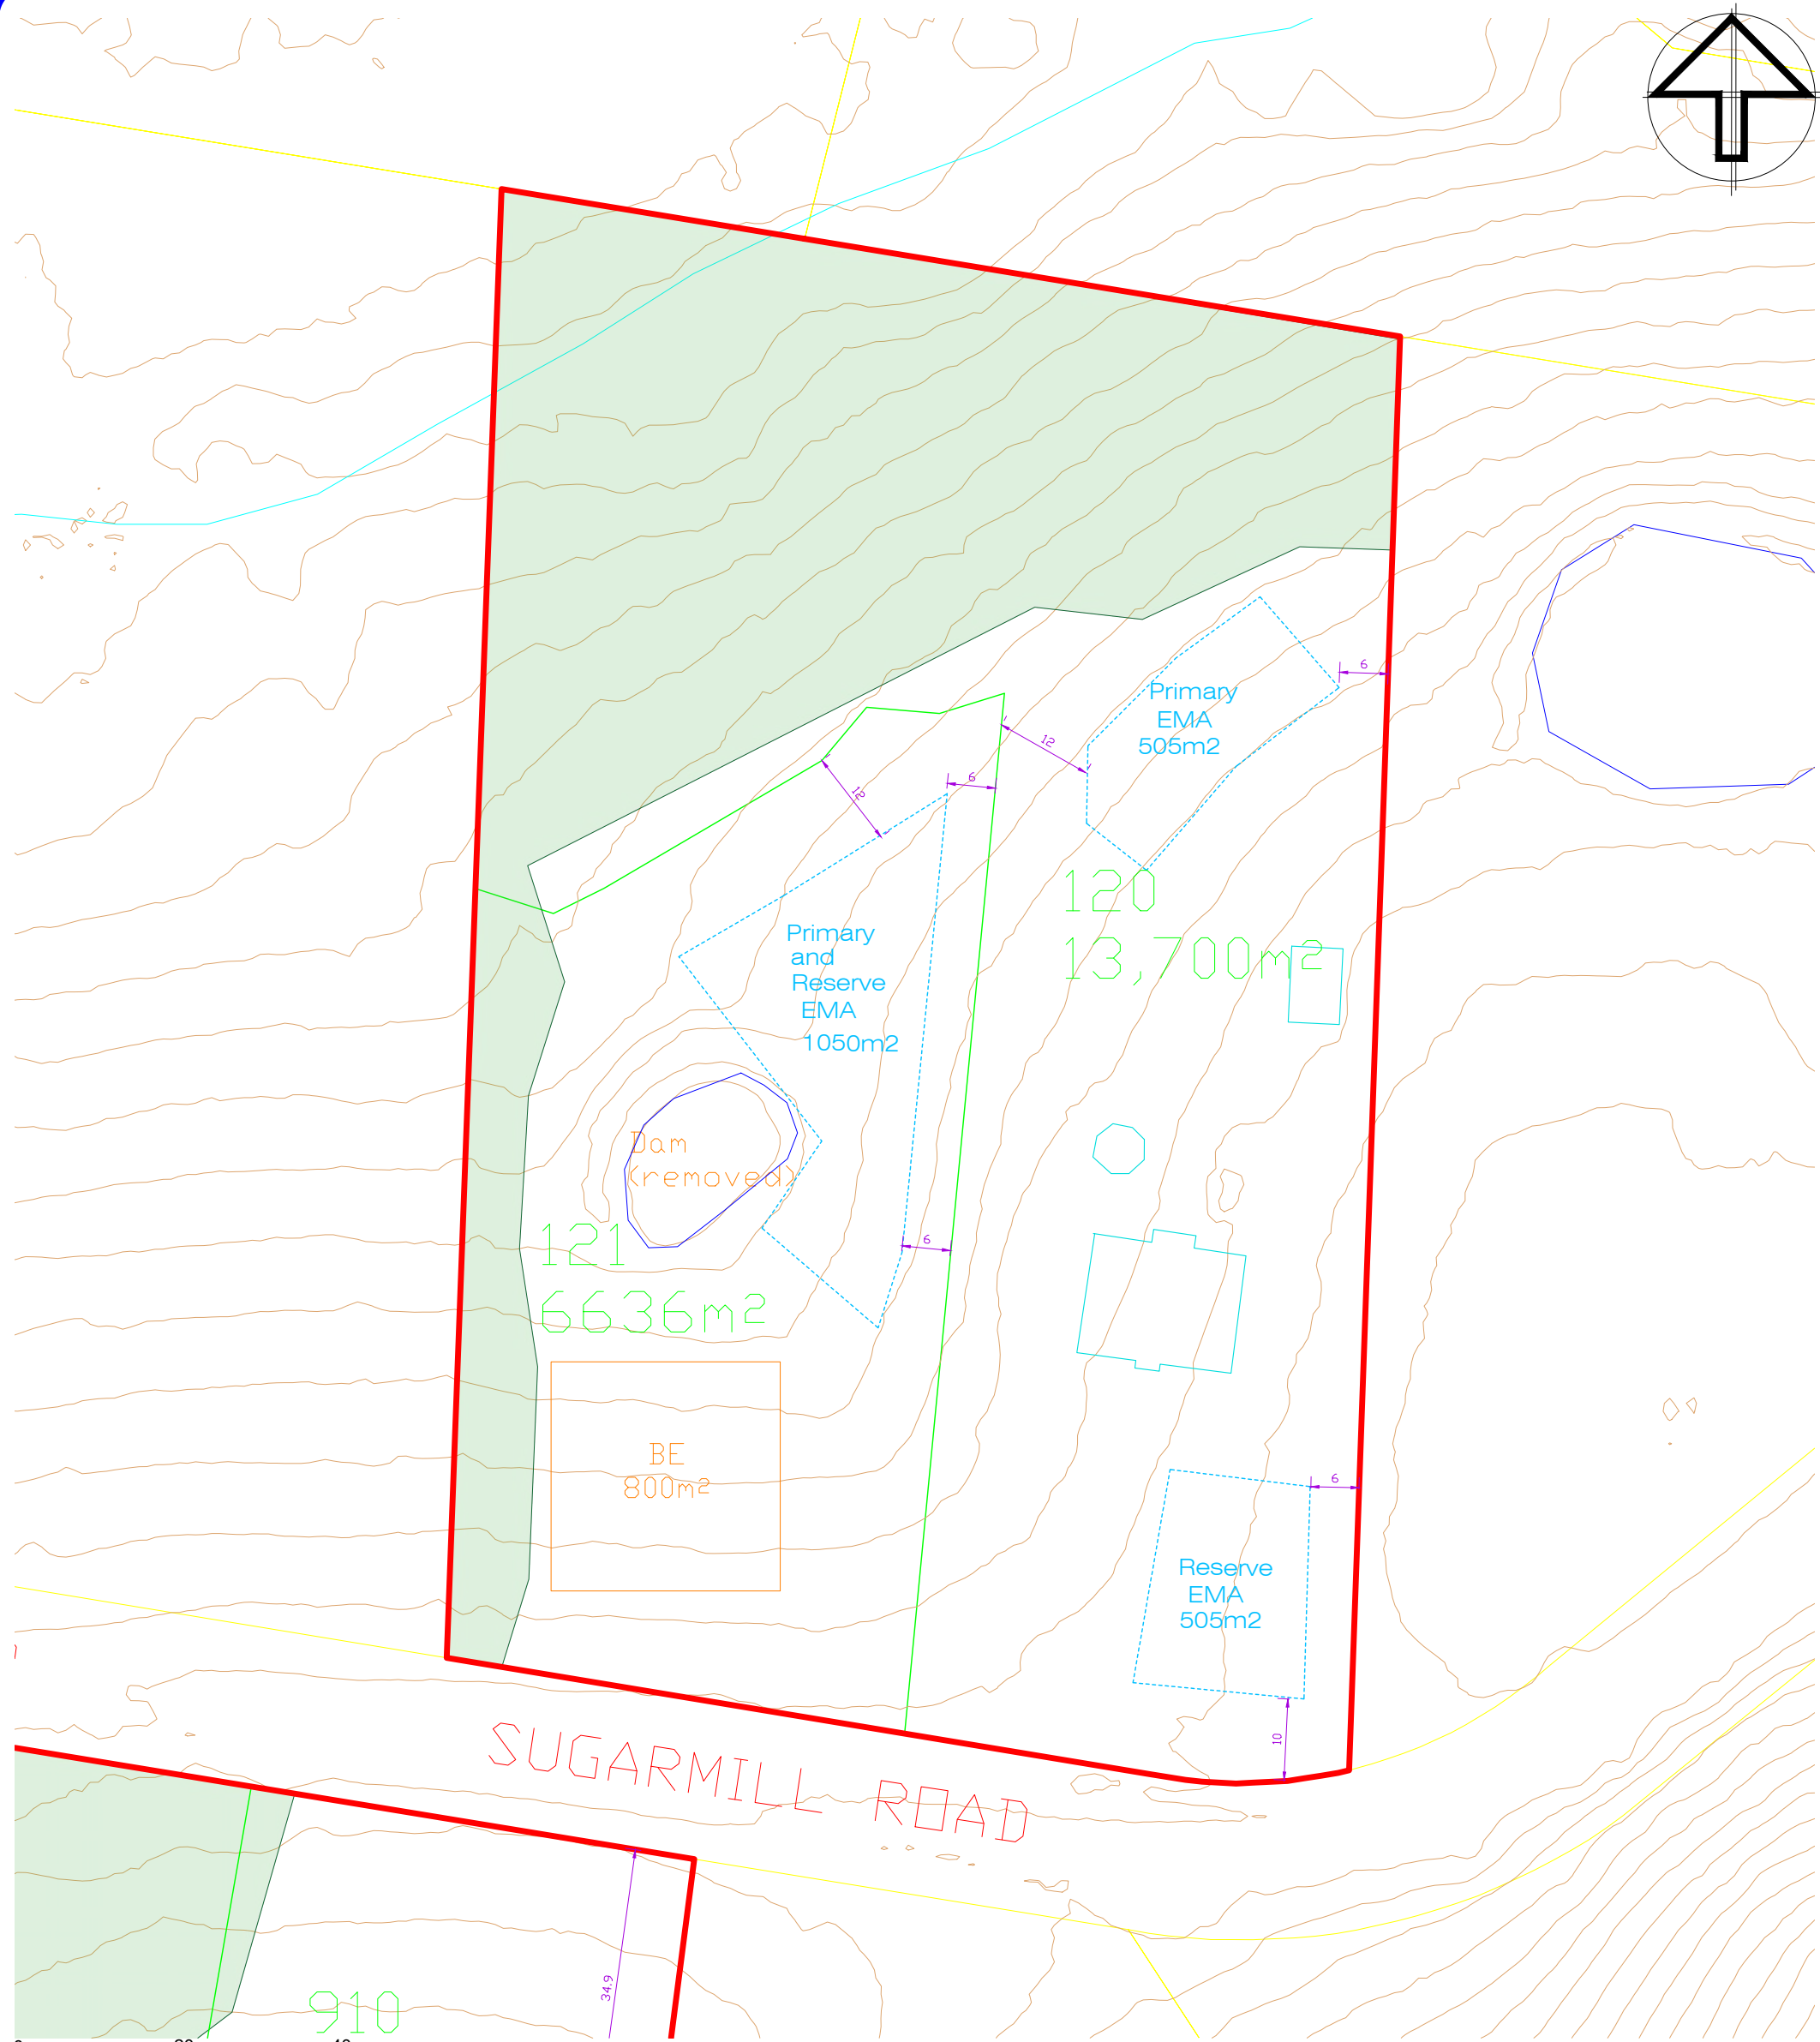 6
Primary
EMA
505m2
12
6
12
120
13,700m2
Primary
and
Reserve
EMA
1050m2
Dam
(removed)
121
6636m2
6
BE
800m2
6
Reserve
EMA
505m2
10
SUGARMILL ROAD
34.9
910